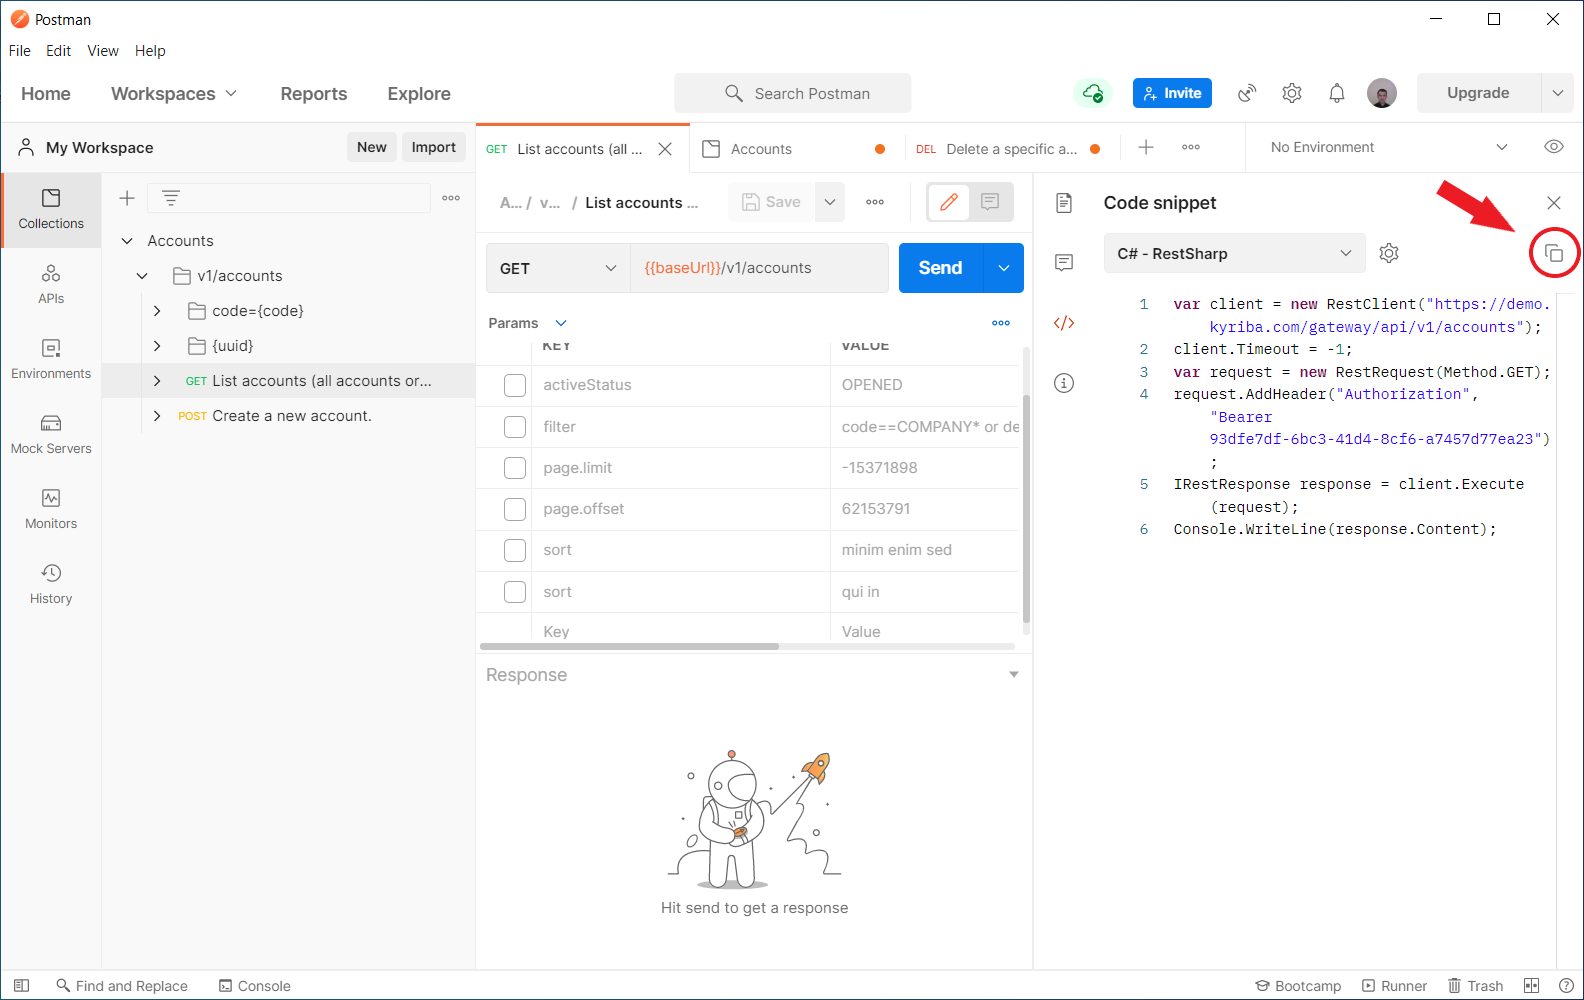 Postman
File Edit View Help
Home Workspaces Reports Explore Search Postman Invite Upgrade
My Workspace New Import
GET List accounts (all ... Accounts DEL Delete a specific a... No Environment
Collections
APIs
Environments
Mock Servers
Monitors
History
Accounts
v1/accounts
code={code}
{uuid}
GET List accounts (all accounts or...
POST Create a new account.
A... / v... / List accounts ... Save
GET {{baseUrl}}/v1/accounts Send
Params
KEY VALUE
activeStatus OPENED
filter code==COMPANY* or de
page.limit -15371898
page.offset 62153791
sort minim enim sed
sort qui in
Key Value
Response
Hit send to get a response
Code snippet
C# - RestSharp
1 var client = new RestClient("https://demo.
kyriba.com/gateway/api/v1/accounts");
2 client.Timeout = -1;
3 var request = new RestRequest(Method.GET);
4 request.AddHeader("Authorization",
"Bearer
93dfe7df-6bc3-41d4-8cf6-a7457d77ea23")
;
5 IRestResponse response = client.Execute
(request);
6 Console.WriteLine(response.Content);
Find and Replace Console Bootcamp Runner Trash